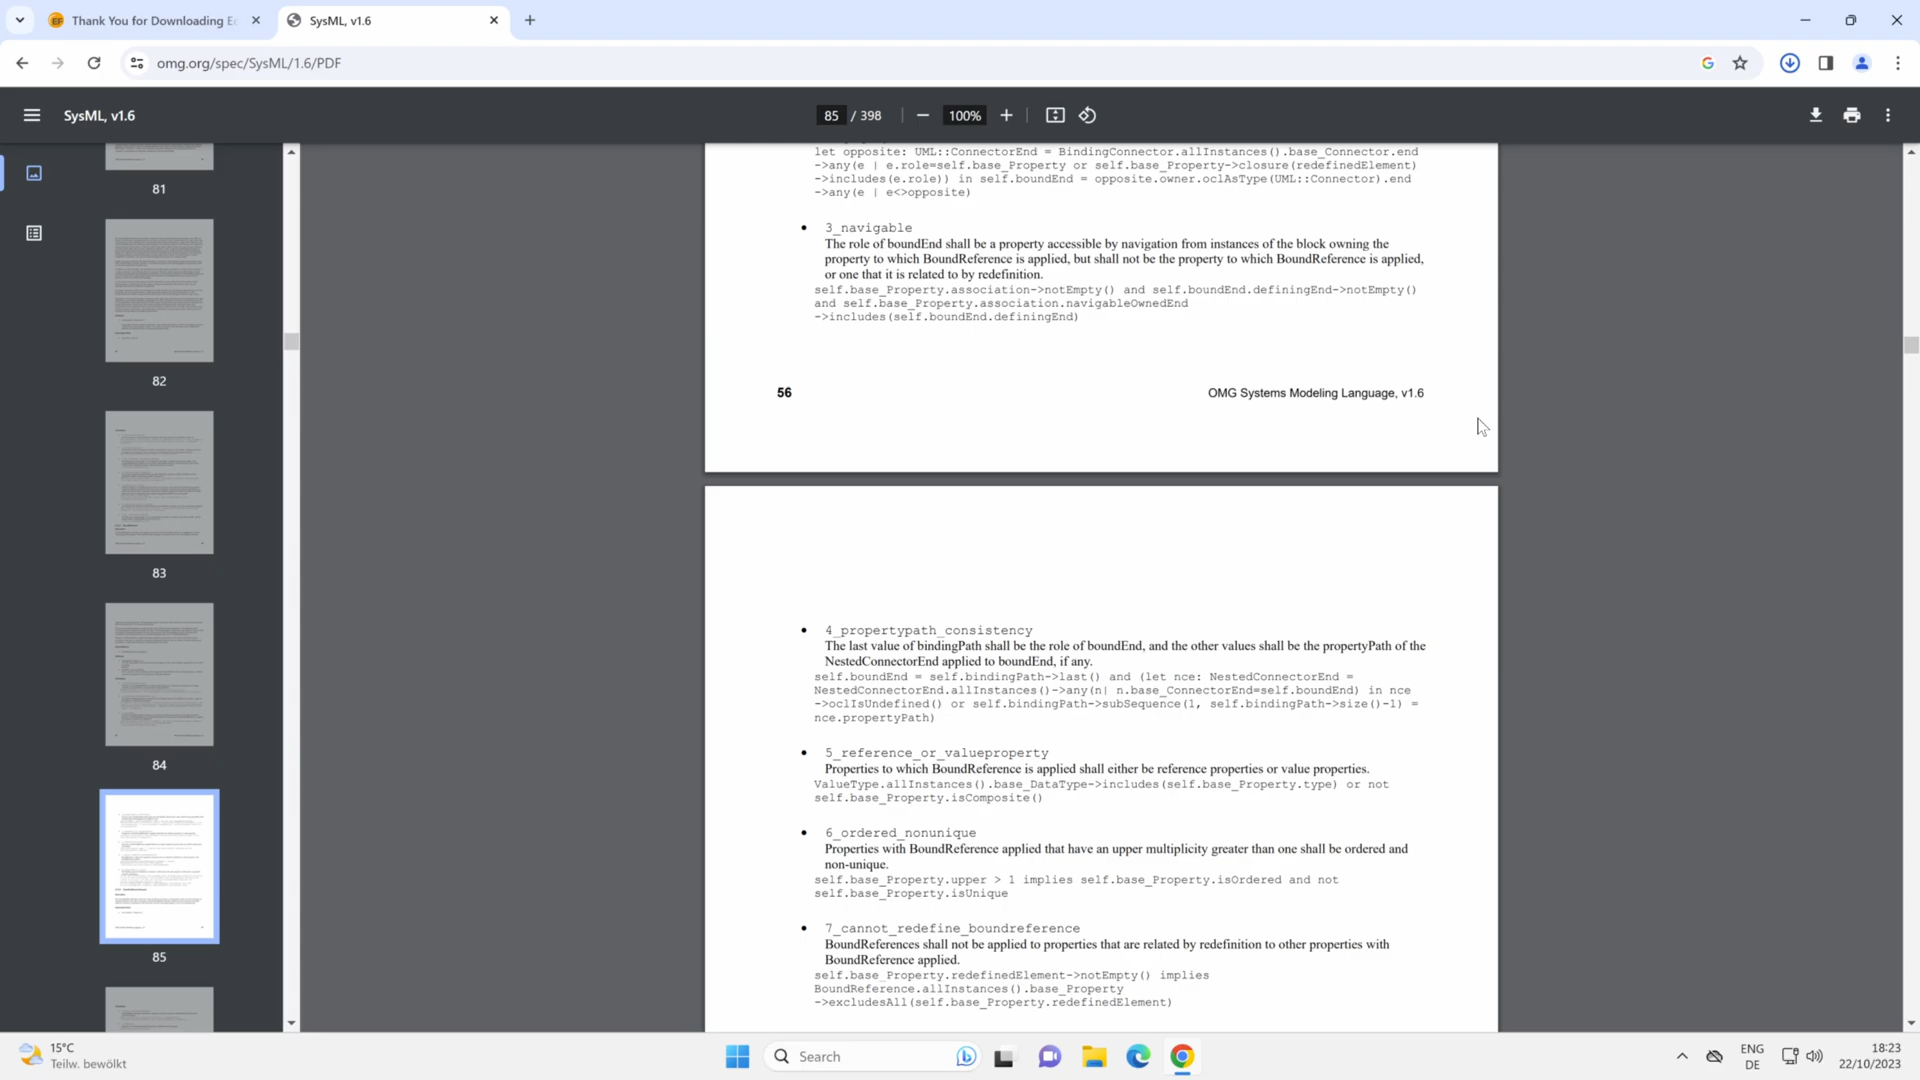 Thank You for Downloading Ec
SysML, v1.6
omg.org/spec/SysML/1.6/PDF
SysML, v1.6
85 / 398
100%
81
82
83
84
85
let opposite: UML::ConnectorEnd = BindingConnector.allInstances().base_Connector.end
->any(e | e.role=self.base_Property or self.base_Property->closure(redefinedElement)
->includes(e.role)) in self.boundEnd = opposite.owner.oclAsType(UML::Connector).end
->any(e | e<>opposite)
• 3_navigable
The role of boundEnd shall be a property accessible by navigation from instances of the block owning the
property to which BoundReference is applied, but shall not be the property to which BoundReference is applied,
or one that it is related to by redefinition.
self.base_Property.association->notEmpty() and self.boundEnd.definingEnd->notEmpty()
and self.base_Property.association.navigableOwnedEnd
->includes(self.boundEnd.definingEnd)
56 OMG Systems Modeling Language, v1.6
• 4_propertypath_consistency
The last value of bindingPath shall be the role of boundEnd, and the other values shall be the propertyPath of the
NestedConnectorEnd applied to boundEnd, if any.
self.boundEnd = self.bindingPath->last() and (let nce: NestedConnectorEnd =
NestedConnectorEnd.allInstances()->any(n| n.base_ConnectorEnd=self.boundEnd) in nce
->oclIsUndefined() or self.bindingPath->subSequence(1, self.bindingPath->size()-1) =
nce.propertyPath)
• 5_reference_or_valueproperty
Properties to which BoundReference is applied shall either be reference properties or value properties.
ValueType.allInstances().base_DataType->includes(self.base_Property.type) or not
self.base_Property.isComposite()
• 6_ordered_nonunique
Properties with BoundReference applied that have an upper multiplicity greater than one shall be ordered and
non-unique.
self.base_Property.upper > 1 implies self.base_Property.isOrdered and not
self.base_Property.isUnique
• 7_cannot_redefine_boundreference
BoundReferences shall not be applied to properties that are related by redefinition to other properties with
BoundReference applied.
self.base_Property.redefinedElement->notEmpty() implies
BoundReference.allInstances().base_Property
->excludesAll(self.base_Property.redefinedElement)
15°C
Teilw. bewölkt
Search
ENG
DE
18:23
22/10/2023